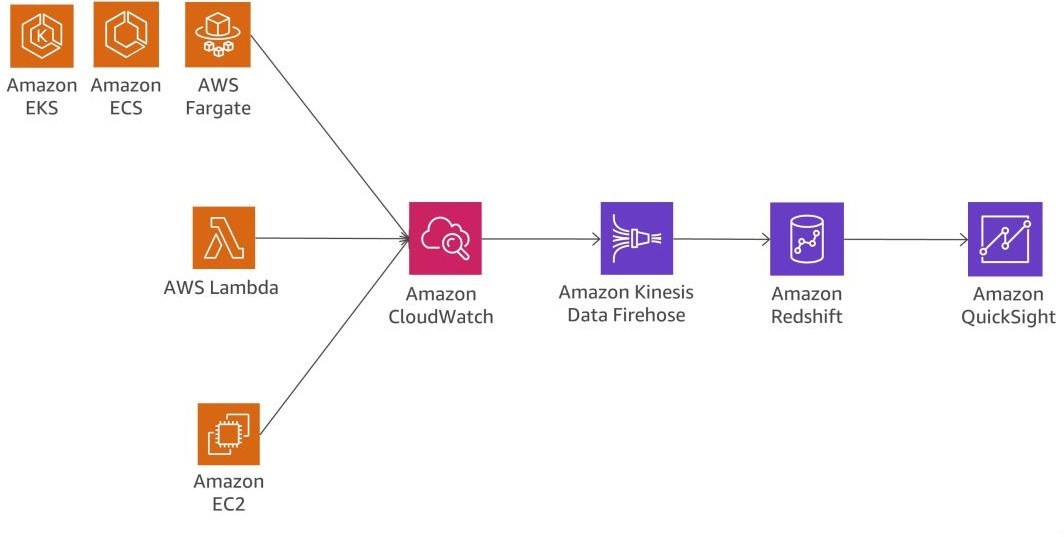 Amazon
EKS
Amazon
ECS
AWS
Fargate
AWS Lambda
Amazon
CloudWatch
Amazon Kinesis
Data Firehose
Amazon
Redshift
Amazon
QuickSight
Amazon
EC2